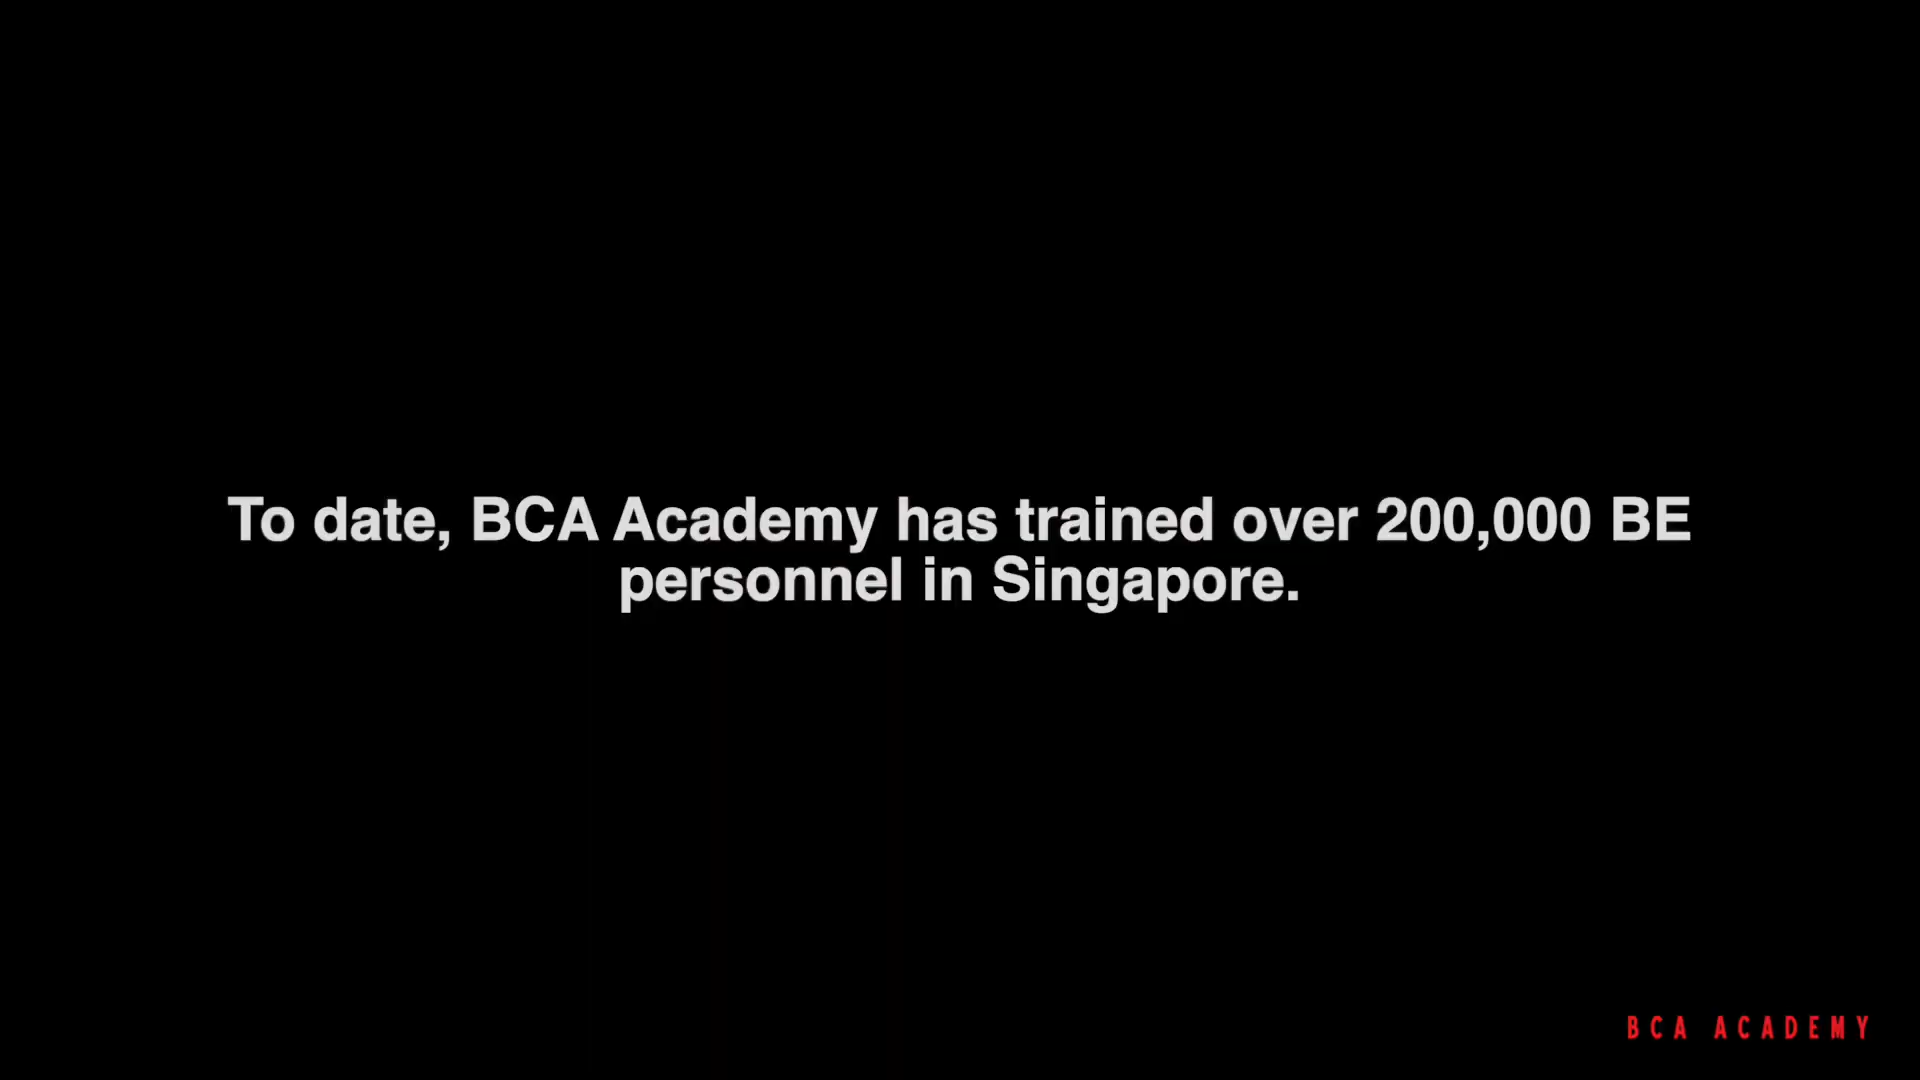 To date, BCA Academy has trained over 200,000 BE
personnel in Singapore.
BCA ACADEMY